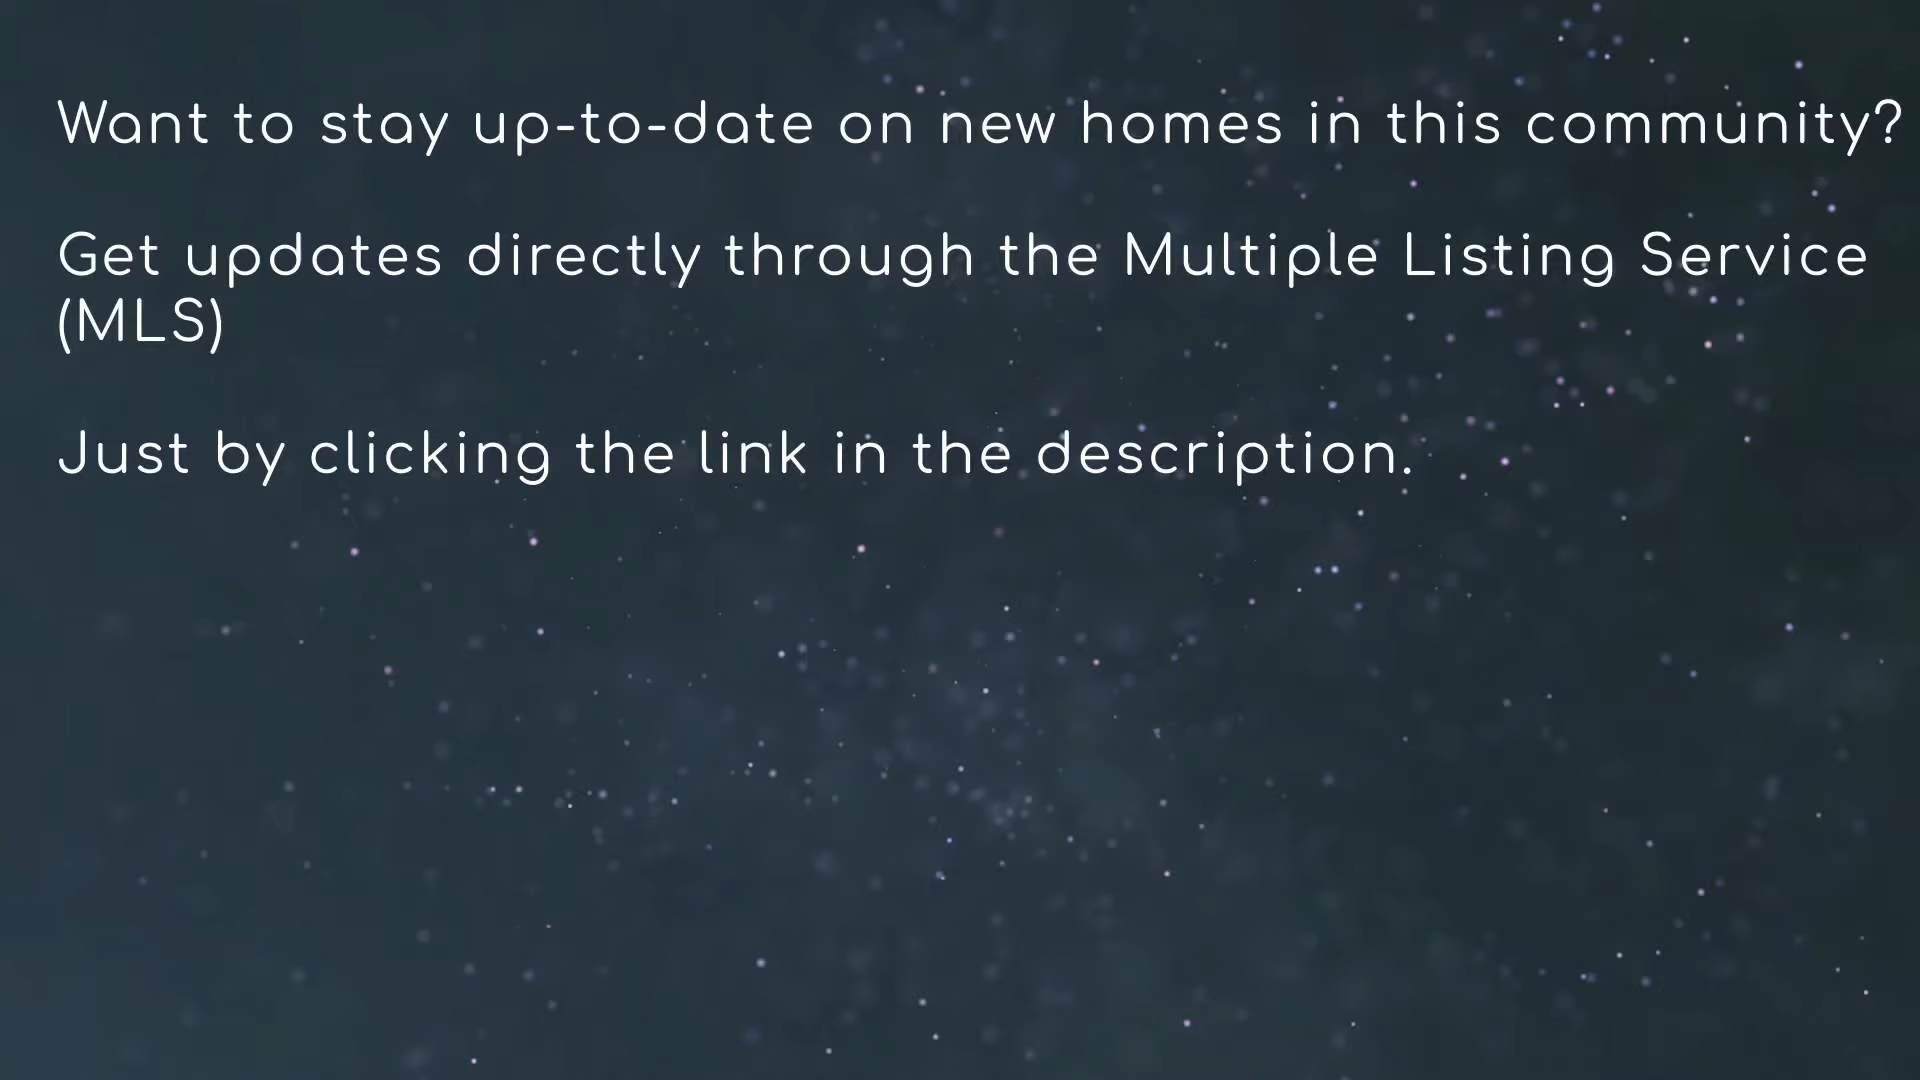 Want to stay up-to-date on new homes in this community?
Get updates directly through the Multiple Listing Service
(MLS)
Just by clicking the link in the description.